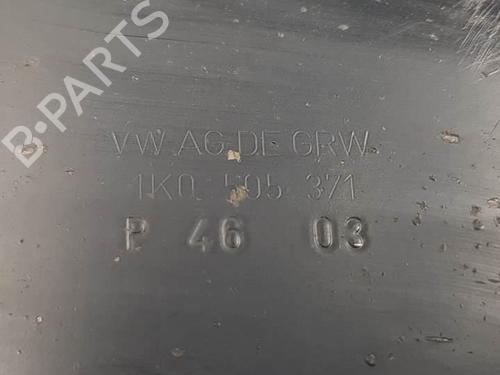 B-PARTS
VW AG DE GRW
1K0 505 371
P 46 03